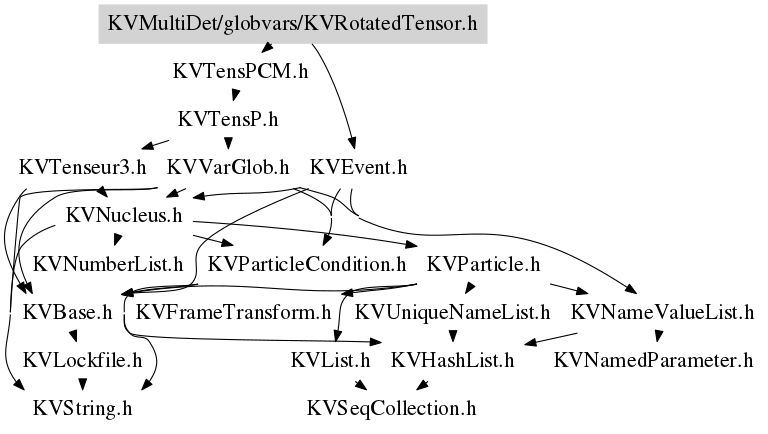 KVMultiDet/globvars/KVRotatedTensor.h
KVTensPCM.h
KVTensP.h
KVTenseur3.h KVVarGlob.h KVEvent.h
KVNucleus.h
KVNumberList.h KVParticleCondition.h KVParticle.h
KVBase.h KVFrameTransform.h KVUniqueNameList.h KVNameValueList.h
KVLockfile.h KVList.h KVHashList.h KVNamedParameter.h
KVString.h KVSeqCollection.h